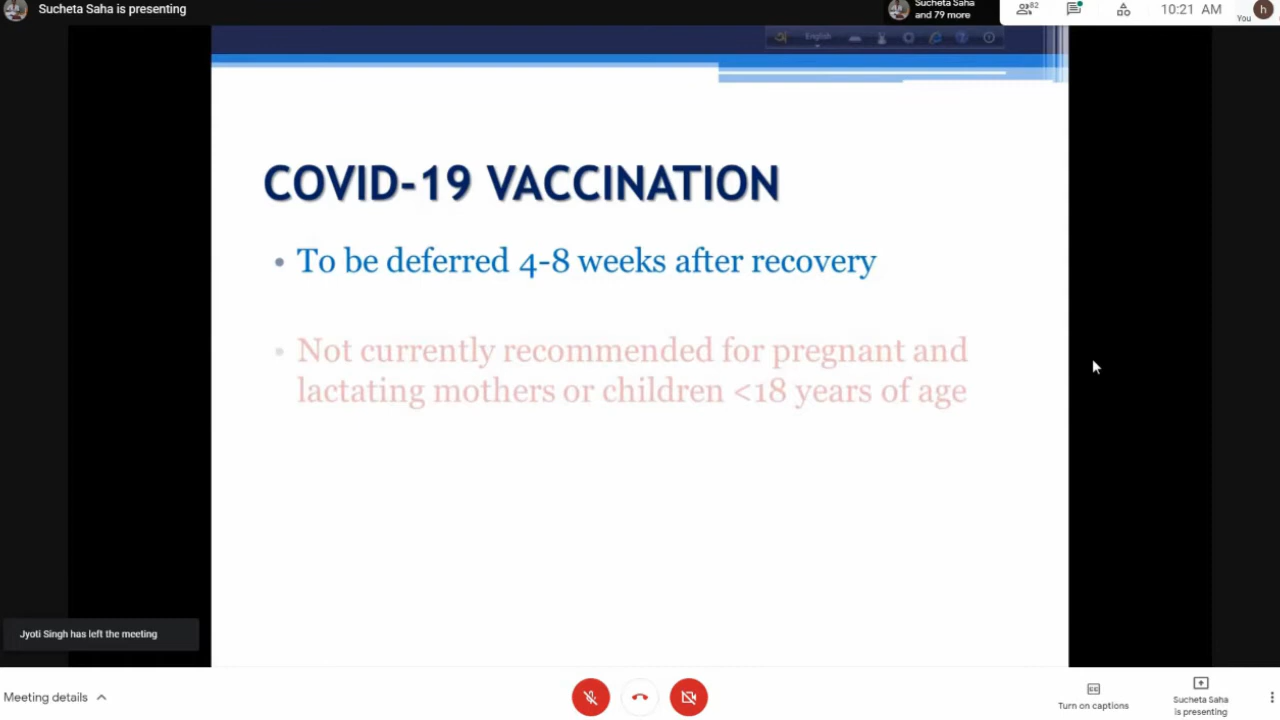 Sucheta Saha is presenting
Sucheta Saha
and 79 more
82
10:21 AM
You
h
English
COVID-19 VACCINATION
• To be deferred 4-8 weeks after recovery
• Not currently recommended for pregnant and
lactating mothers or children <18 years of age
Jyoti Singh has left the meeting
Meeting details
Turn on captions
Sucheta Saha
is presenting